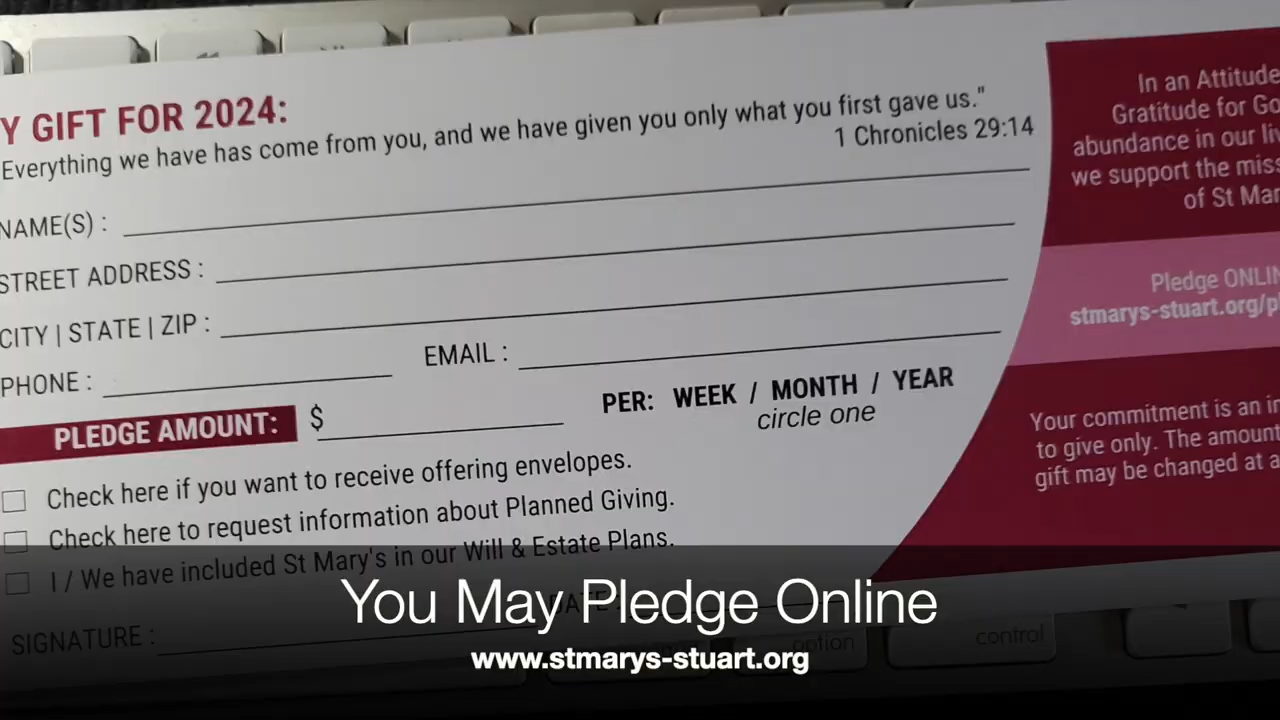 Y GIFT FOR 2024:
Everything we have has come from you, and we have given you only what you first gave us."
1 Chronicles 29:14
NAME(S) :
STREET ADDRESS :
CITY | STATE | ZIP :
PHONE :
EMAIL :
PLEDGE AMOUNT: $
PER: WEEK / MONTH / YEAR
circle one
Check here if you want to receive offering envelopes.
Check here to request information about Planned Giving.
I / We have included St Mary's in our Will & Estate Plans.
SIGNATURE :
In an Attitude
Gratitude for
abundance in our
we support the
of St
Pledge
stmarys-stuart.org/p
Your commitment is an
to give only. The amount
gift may be changed at
You May Pledge Online
www.stmarys-stuart.org
option
control